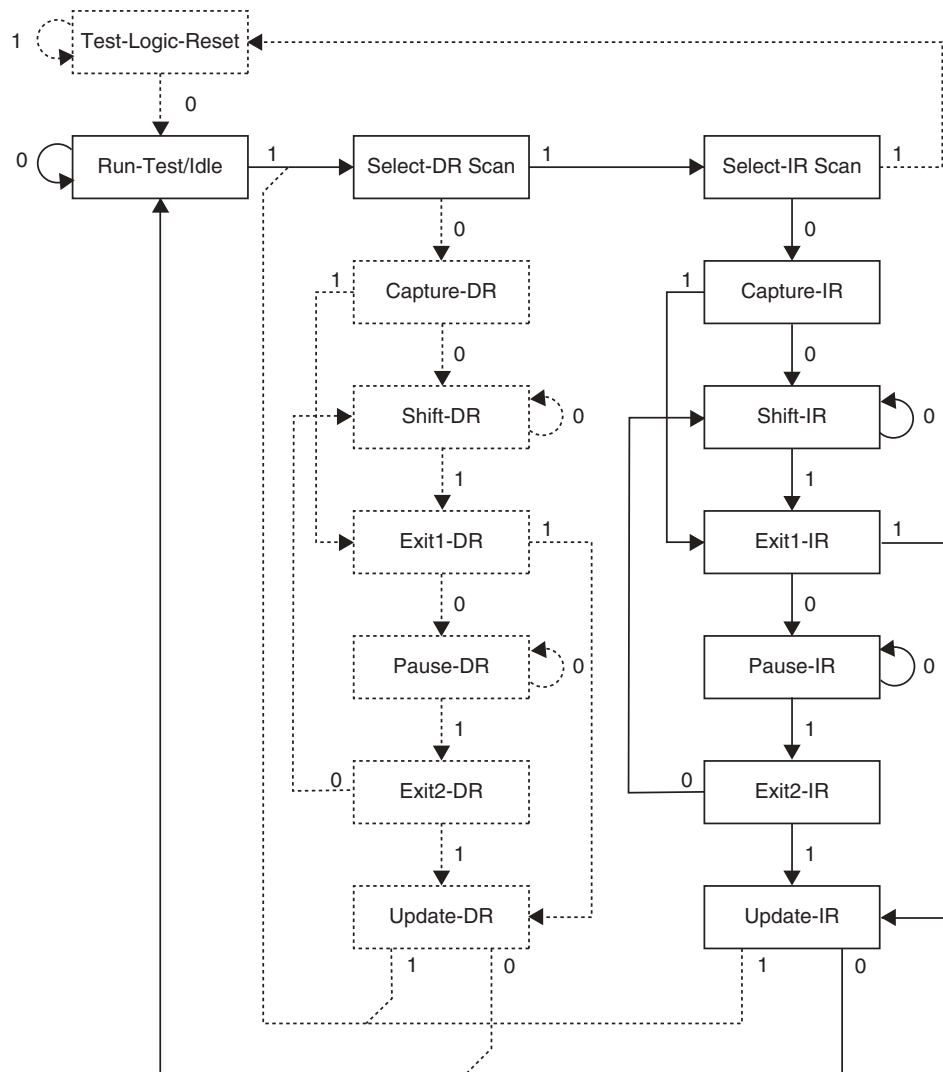 1 Test-Logic-Reset
0
0 Run-Test/Idle 1 Select-DR Scan 1 Select-IR Scan 1
0 0
1 Capture-DR 1 Capture-IR
0 0
Shift-DR 0 Shift-IR 0
1 1
Exit1-DR 1 Exit1-IR 1
0 0
Pause-DR 0 Pause-IR 0
1 1
0 Exit2-DR 0 Exit2-IR
1 1
Update-DR Update-IR
1 0 1 0